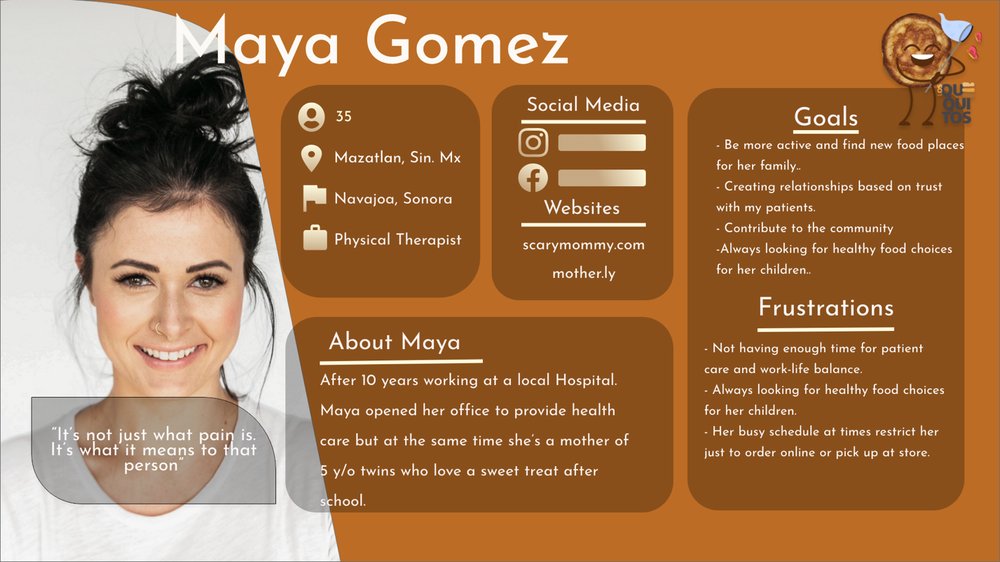 Maya Gomez
35
Mazatlan, Sin. Mx
Navajoa, Sonora
Physical Therapist
Social Media
Websites
scarymommy.com
mother.ly
Goals
- Be more active and find new food places
for her family..
- Creating relationships based on trust
with my patients.
- Contribute to the community
-Always looking for healthy food choices
for her children..
Frustrations
- Not having enough time for patient
care and work-life balance.
- Always looking for healthy food choices
for her children.
- Her busy schedule at times restrict her
just to order online or pick up at store.
About Maya
After 10 years working at a local Hospital.
Maya opened her office to provide health
care but at the same time she's a mother of
5 y/o twins who love a sweet treat after
school.
“It's not just what pain is.
It's what it means to that
person”
LOS
QU
QUI
TOS